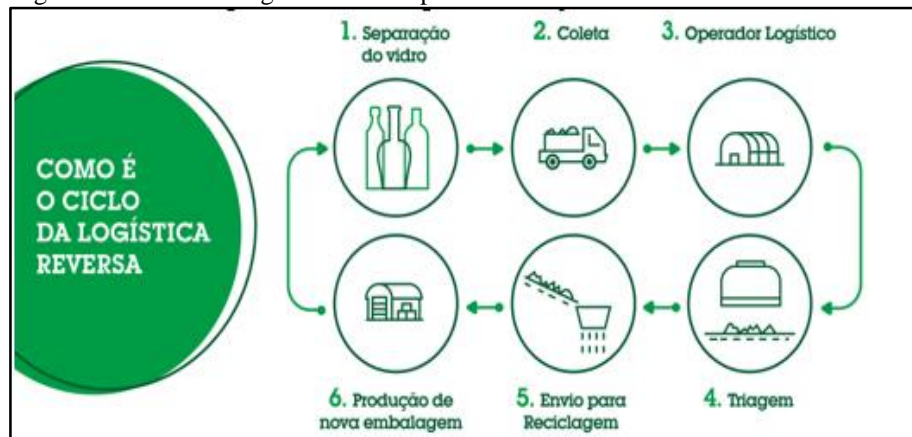 1. Separação
do vidro
2. Coleta
3. Operador Logístico
COMO É
O CICLO
DA LOGÍSTICA
REVERSA
6. Produção de
nova embalagem
5. Envio para
Reciclagem
4. Triagem